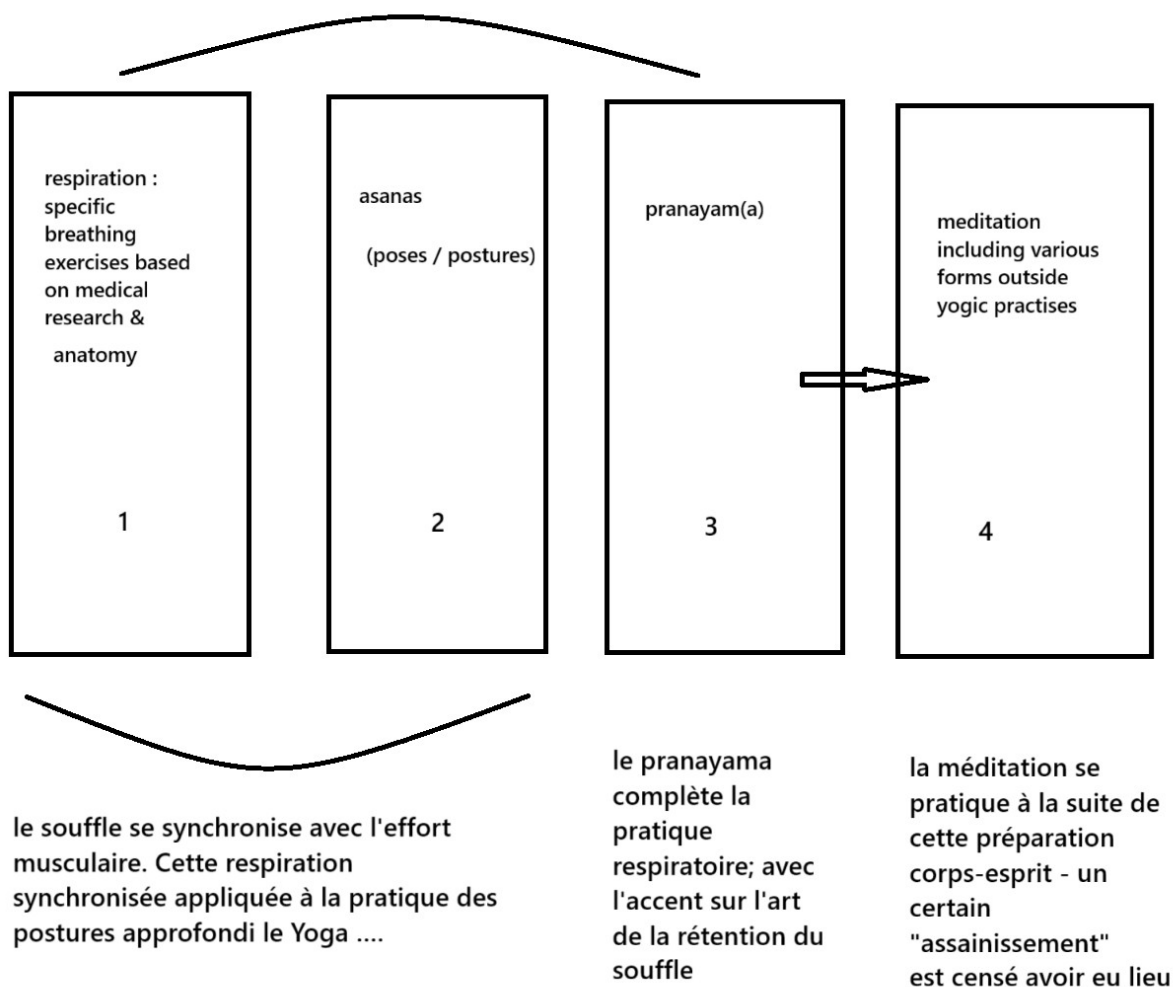 respiration :
specific
breathing
exercises based
on medical
research &
anatomy
1
asanas
(poses / postures)
2
pranayam(a)
3
meditation
including various
forms outside
yogic practises
4
le souffle se synchronise avec l'effort
musculaire. Cette respiration
synchronisée appliquée à la pratique des
postures approfondi le Yoga ....
le pranayama
complète la
pratique
respiratoire; avec
l'accent sur l'art
de la rétention du
souffle
la méditation se
pratique à la suite de
cette préparation
corps-esprit - un
certain
"assainissement"
est censé avoir eu lieu